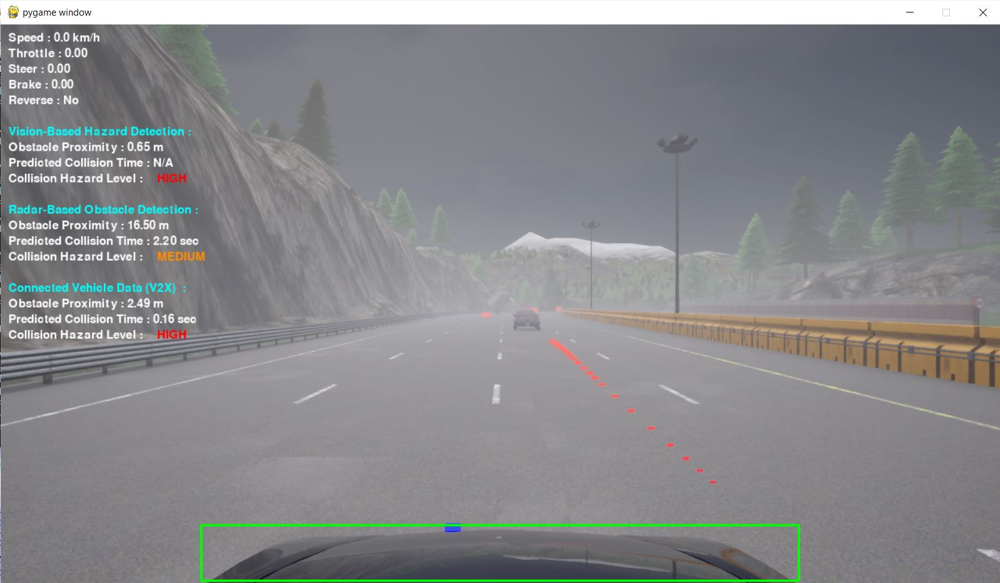 pygame window
Speed : 0.0 km/h
Throttle : 0.00
Steer : 0.00
Brake : 0.00
Reverse : No
Vision-Based Hazard Detection :
Obstacle Proximity : 0.65 m
Predicted Collision Time : N/A
Collision Hazard Level : HIGH
Radar-Based Obstacle Detection :
Obstacle Proximity : 16.50 m
Predicted Collision Time : 2.20 sec
Collision Hazard Level : MEDIUM
Connected Vehicle Data (V2X) :
Obstacle Proximity : 2.49 m
Predicted Collision Time : 0.16 sec
Collision Hazard Level : HIGH